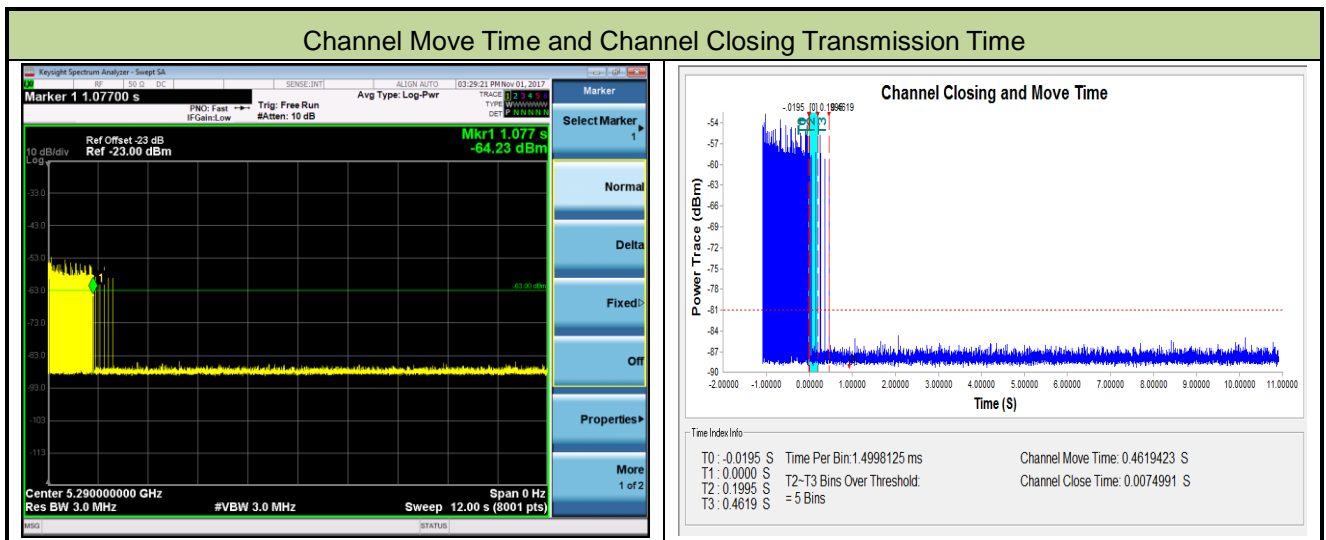 Channel Move Time and Channel Closing Transmission Time
Keysight Spectrum Analyzer - Swept SA
RF 50 Ω DC SENSE:INT ALIGN AUTO 03:29:21 PM Nov 01, 2017
Marker 1 1.07700 s
PNO: Fast
IFGain:Low
Trig: Free Run
#Atten: 10 dB
Avg Type: Log-Pwr
TRACE 1 2 3 4 5 6
TYPE WWWWWW
DET P N N N N N
Ref Offset -23 dB
10 dB/div Ref -23.00 dBm
Log
Mkr1 1.077 s
-64.23 dBm
-33.0
-43.0
-53.0
-63.0
-73.0
-83.0
-93.0
-103
-113
1
-63.00 dBm
Center 5.290000000 GHz
Span 0 Hz
Res BW 3.0 MHz
#VBW 3.0 MHz
Sweep 12.00 s (8001 pts)
MSG
STATUS
Marker
Select Marker
1
Normal
Delta
Fixed
Off
Properties
More
1 of 2
Channel Closing and Move Time
-.0195 [0] 0.1995
T0
T2
T3
Power Trace (dBm)
-54
-57
-60
-63
-66
-69
-72
-75
-78
-81
-84
-87
-90
-2.00000 -1.00000 0.00000 1.00000 2.00000 3.00000 4.00000 5.00000 6.00000 7.00000 8.00000 9.00000 10.00000 11.00000
Time (S)
Time Index Info
T0 : -0.0195 S
T1 : 0.0000 S
T2 : 0.1995 S
T3 : 0.4619 S
Time Per Bin:1.4998125 ms
T2~T3 Bins Over Threshold:
= 5 Bins
Channel Move Time: 0.4619423 S
Channel Close Time: 0.0074991 S